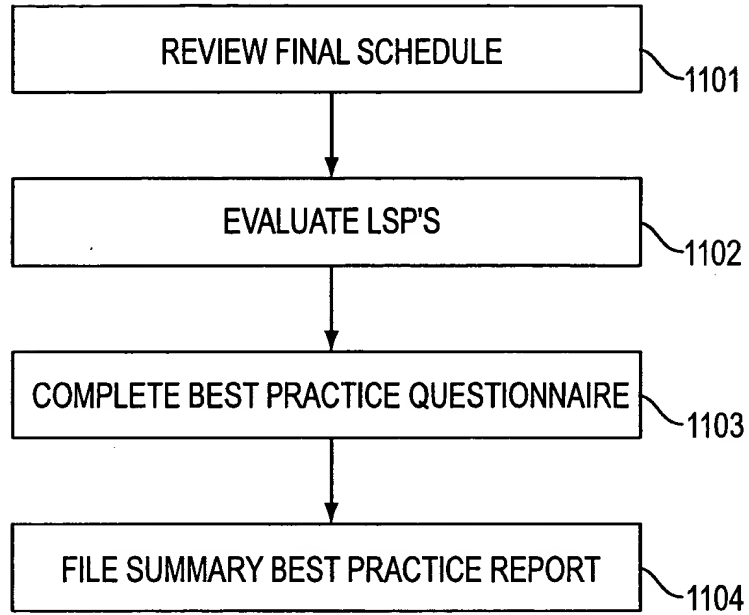 REVIEW FINAL SCHEDULE
1101
EVALUATE LSP'S
1102
COMPLETE BEST PRACTICE QUESTIONNAIRE
1103
FILE SUMMARY BEST PRACTICE REPORT
1104